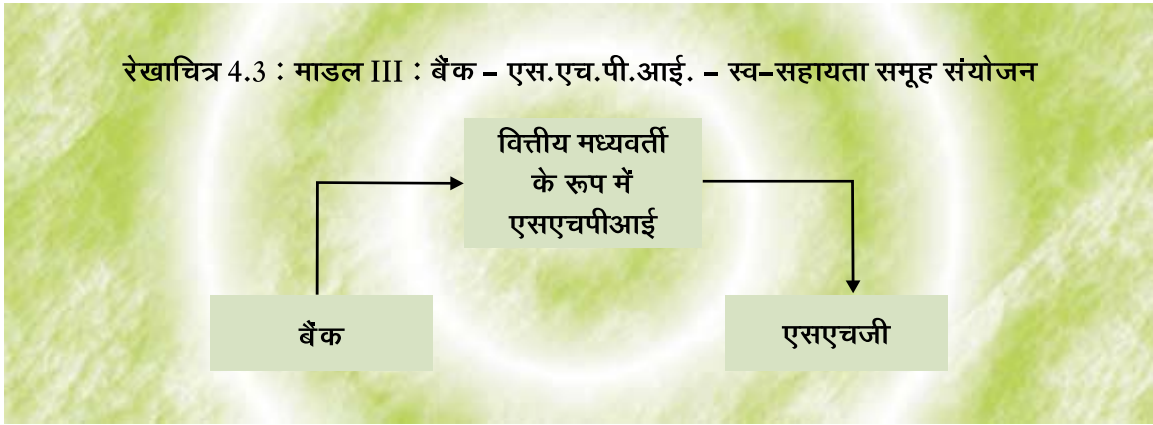 रेखाचित्र 4.3 : माडल III : बैंक – एस.एच.पी.आई. – स्व–सहायता समूह संयोजन
वित्तीय मध्यवर्ती
के रूप में
एसएचपीआई
बैंक
एसएचजी